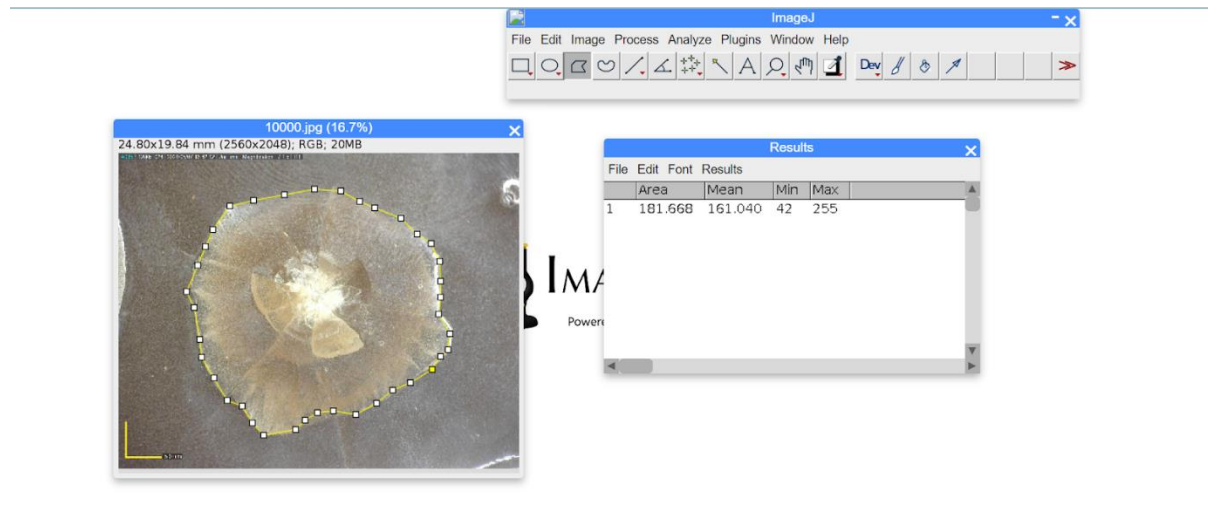 ImageJ
File Edit Image Process Analyze Plugins Window Help
Dev
10000.jpg (16.7%)
24.80x19.84 mm (2560x2048); RGB; 20MB
Results
File Edit Font Results
Area Mean Min Max
1 181.668 161.040 42 255
IMA
Powere